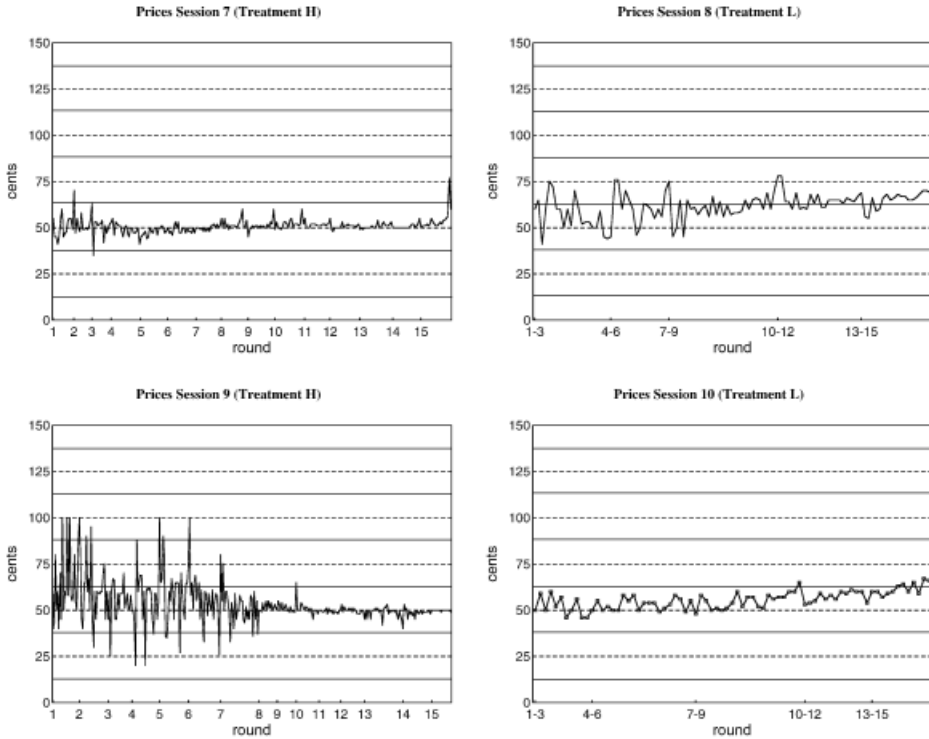 Prices Session 7 (Treatment H)
150
125
100
75
50
25
0
cents
1 2 3 4 5 6 7 8 9 10 11 12 13 14 15
round
Prices Session 8 (Treatment L)
150
125
100
75
50
25
0
cents
1-3 4-6 7-9 10-12 13-15
round
Prices Session 9 (Treatment H)
150
125
100
75
50
25
0
cents
1 2 3 4 5 6 7 8 9 10 11 12 13 14 15
round
Prices Session 10 (Treatment L)
150
125
100
75
50
25
0
cents
1-3 4-6 7-9 10-12 13-15
round